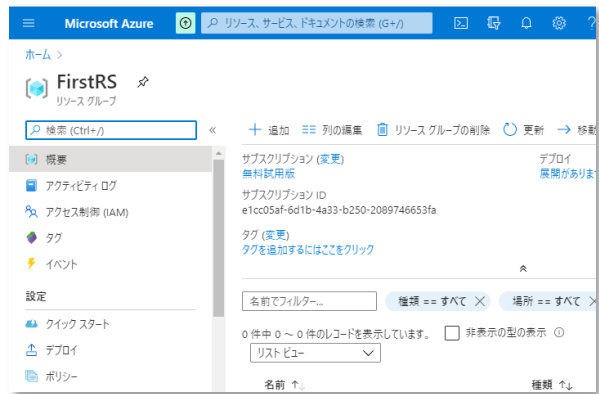 Microsoft Azure
リソース、サービス、ドキュメントの検索 (G+/)
?
ホーム >
FirstRS
リソース グループ
検索 (Ctrl+/)
«
追加
列の編集
リソース グループの削除
更新
移動
概要
アクティビティ ログ
アクセス制御 (IAM)
タグ
イベント
設定
クイック スタート
デプロイ
ポリシー
サブスクリプション (変更)
無料試用版
サブスクリプション ID
e1cc05af-6d1b-4a33-b250-2089746653fa
タグ (変更)
タグを追加するにはここをクリック
デプロイ
展開がありま
名前でフィルター...
種類 == すべて ×
場所 == すべて ×
0 件中 0 ～ 0 件のレコードを表示しています。
非表示の型の表示
リスト ビュー
名前 ↑↓
種類 ↑↓